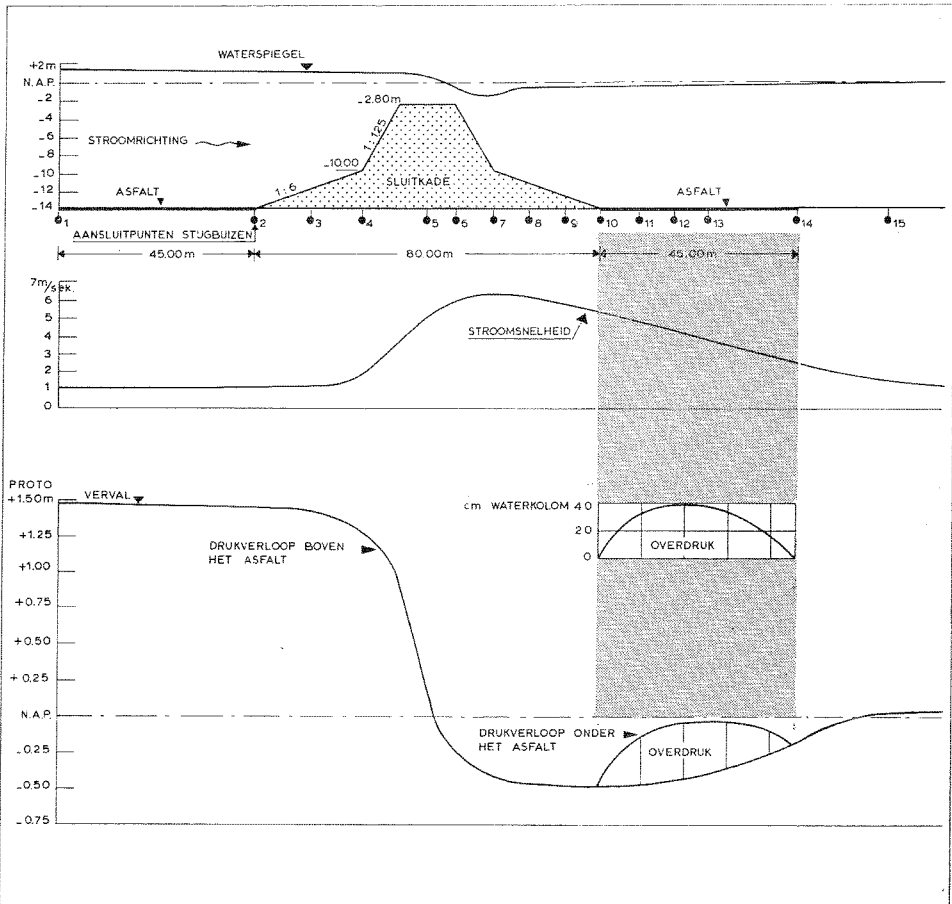 +2m
WATERSPIEGEL
N.A.P.
-2
-2.80m
-4
-6
1:1.25
STROOMRICHTING
-8
-10
-10.00
1:6
SLUITKADE
-12
ASFALT
ASFALT
-14
1 2 3 4 5 6 7 8 9 10 11 12 13 14 15
AANSLUITPUNTEN STIJGBUIZEN
45.00m
80.00m
45.00m
7m/sek.
6
5
STROOMSNELHEID
4
3
2
1
0
PROTO
+1.50m
VERVAL
cm WATERKOLOM
40
20
0
OVERDRUK
+1.25
DRUKVERLOOP BOVEN
HET ASFALT
+1.00
+0.75
+0.50
+0.25
N.A.P.
DRUKVERLOOP ONDER
HET ASFALT
OVERDRUK
-0.25
-0.50
-0.75